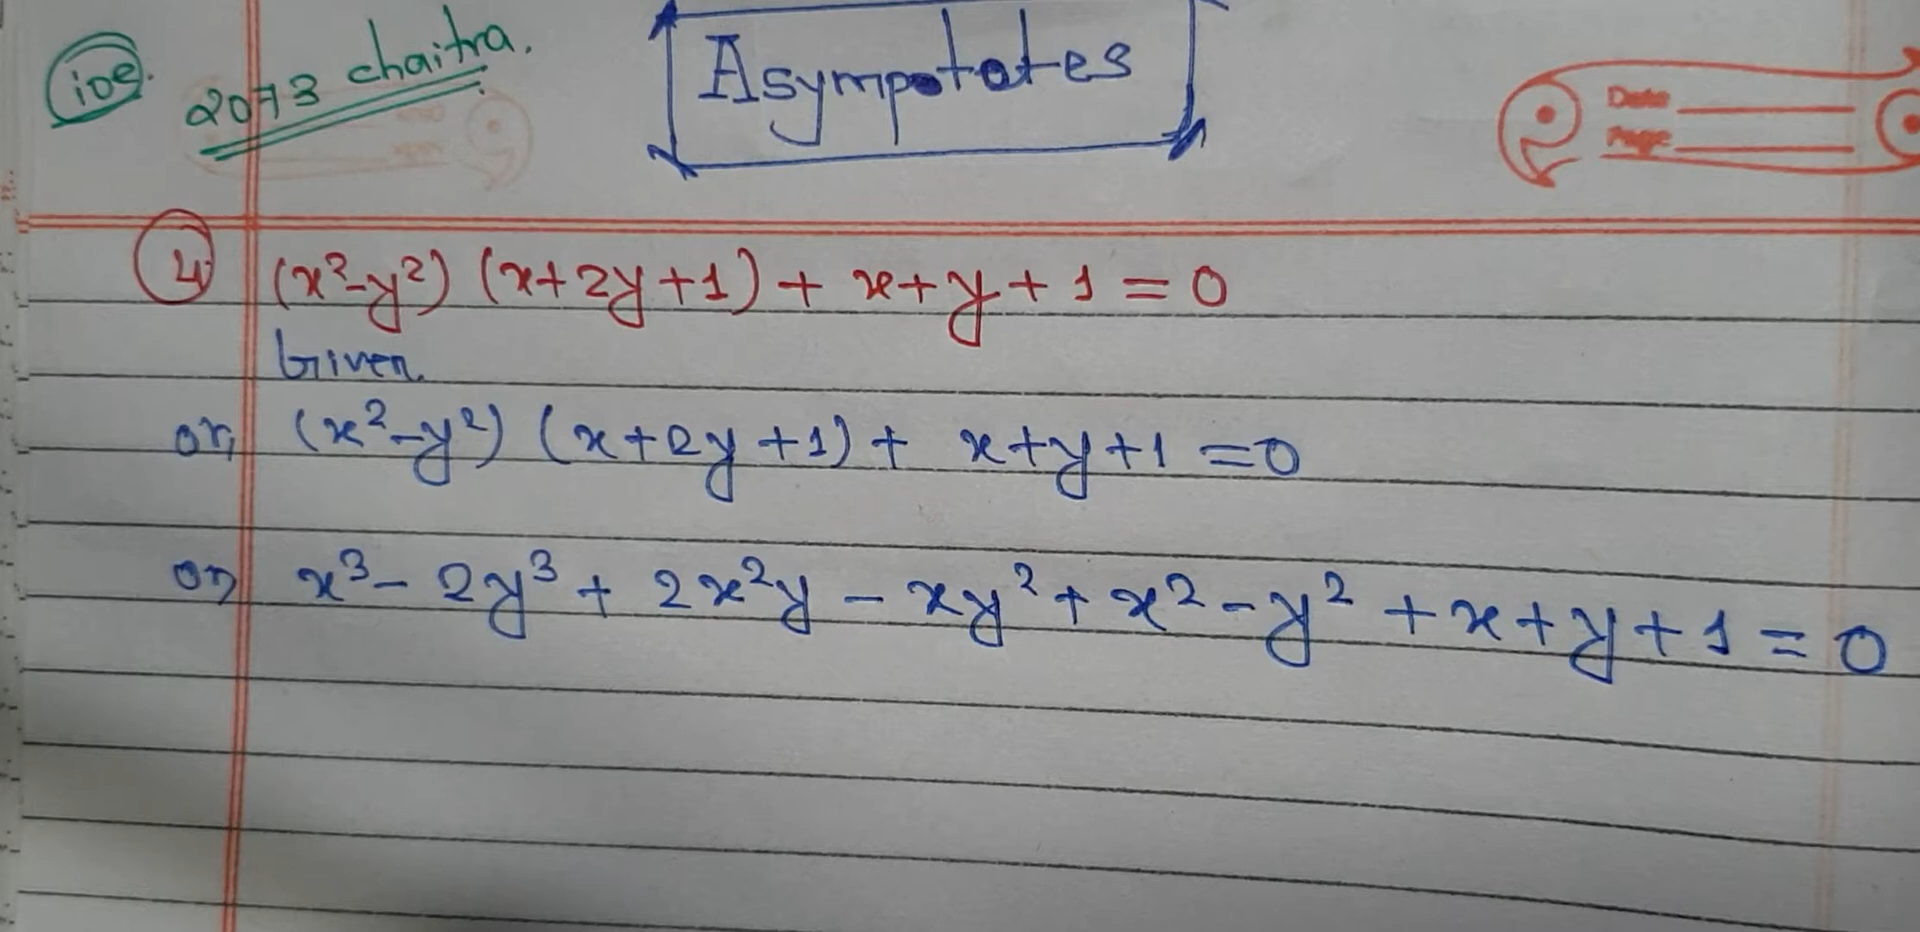 ioe.
2073 chaitra.
Asympotates
Date
Page
4 (x²-y²) (x+2y+1) + x+y+1 = 0
Given
or, (x²-y²) (x+2y+1) + x+y+1 = 0
or, x³ - 2y³ + 2x²y - xy² + x² - y² + x + y + 1 = 0